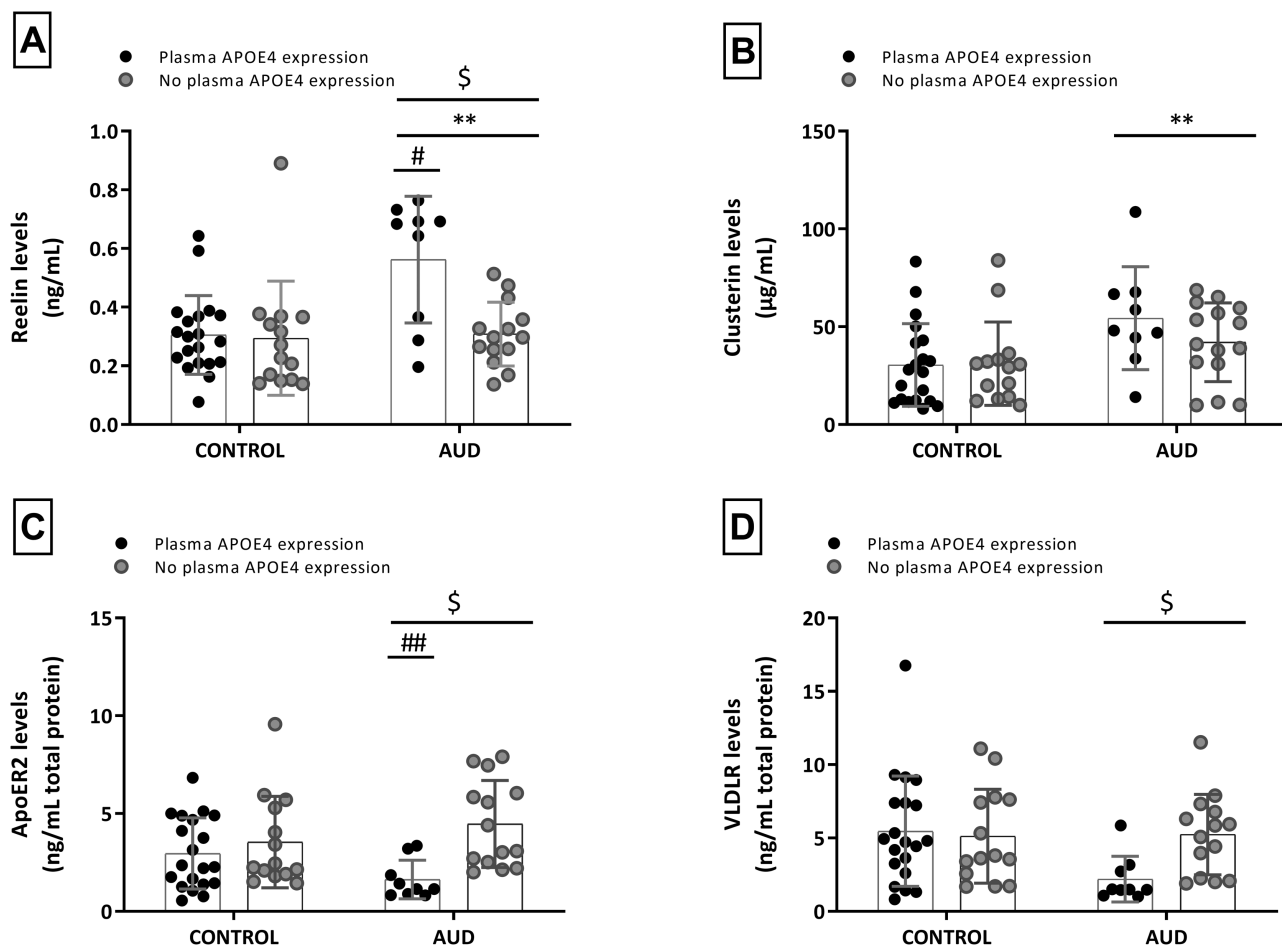 A
Plasma APOE4 expression
No plasma APOE4 expression
$
**
#
Reelin levels
(ng/mL)
1.0
0.8
0.6
0.4
0.2
0.0
CONTROL
AUD
B
Plasma APOE4 expression
No plasma APOE4 expression
**
Clusterin levels
(µg/mL)
150
100
50
0
CONTROL
AUD
C
Plasma APOE4 expression
No plasma APOE4 expression
$
##
ApoER2 levels
(ng/mL total protein)
15
10
5
0
CONTROL
AUD
D
Plasma APOE4 expression
No plasma APOE4 expression
$
VLDLR levels
(ng/mL total protein)
20
15
10
5
0
CONTROL
AUD